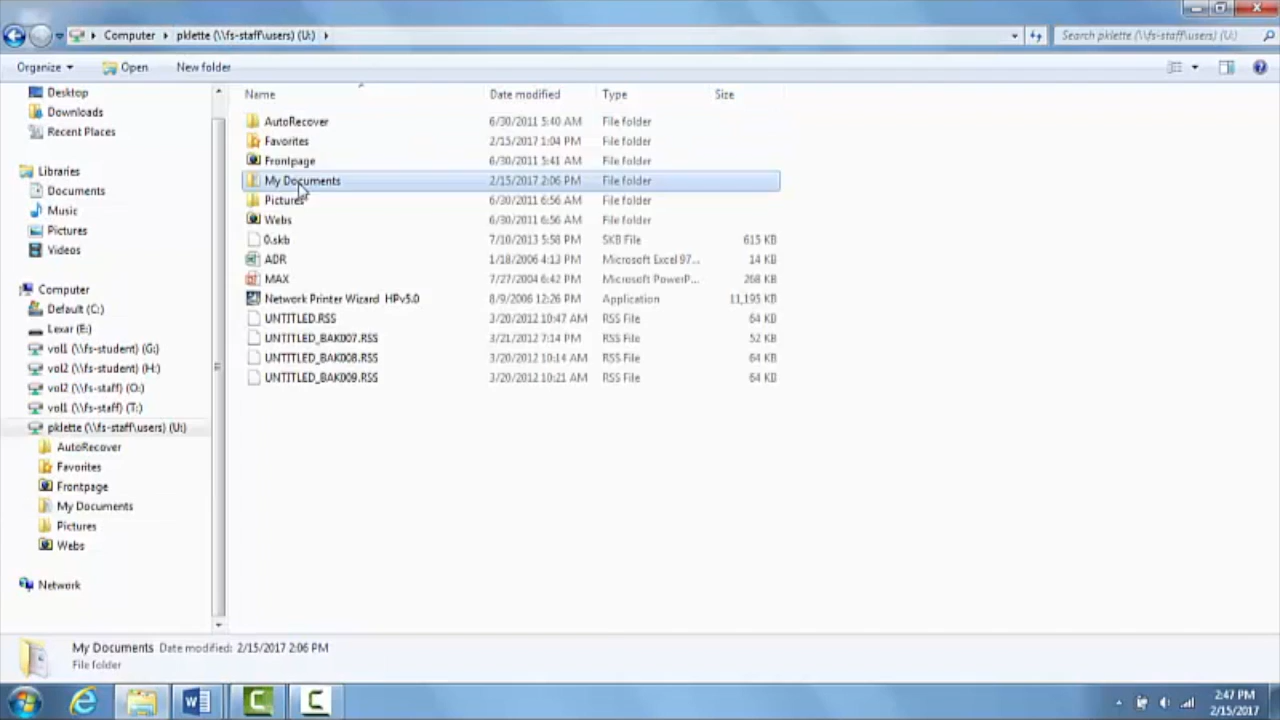 Computer ▸ pklette (\\fs-staff\users) (U:) ▸
Search pklette (\\fs-staff\users) (U:)
Organize Open New folder
Name Date modified Type Size
Desktop
Downloads
Recent Places
Libraries
Documents
Music
Pictures
Videos
Computer
Default (C:)
Lexar (E:)
vol1 (\\fs-student) (G:)
vol2 (\\fs-student) (H:)
vol2 (\\fs-staff) (O:)
vol1 (\\fs-staff) (T:)
pklette (\\fs-staff\users) (U:)
AutoRecover
Favorites
Frontpage
My Documents
Pictures
Webs
Network
AutoRecover 6/30/2011 5:40 AM File folder
Favorites 2/15/2017 1:04 PM File folder
Frontpage 6/30/2011 5:41 AM File folder
My Documents 2/15/2017 2:06 PM File folder
Pictures 6/30/2011 6:56 AM File folder
Webs 6/30/2011 6:56 AM File folder
0.skb 7/10/2013 5:58 PM SKB File 615 KB
ADR 1/18/2006 4:13 PM Microsoft Excel 97... 14 KB
MAX 7/27/2004 6:42 PM Microsoft PowerP... 268 KB
Network Printer Wizard HPv5.0 8/9/2006 12:26 PM Application 11,195 KB
UNTITLED.RSS 3/20/2012 10:47 AM RSS File 64 KB
UNTITLED_BAK007.RSS 3/21/2012 7:14 PM RSS File 52 KB
UNTITLED_BAK008.RSS 3/20/2012 10:14 AM RSS File 64 KB
UNTITLED_BAK009.RSS 3/20/2012 10:21 AM RSS File 64 KB
My Documents Date modified: 2/15/2017 2:06 PM
File folder
2:47 PM
2/15/2017